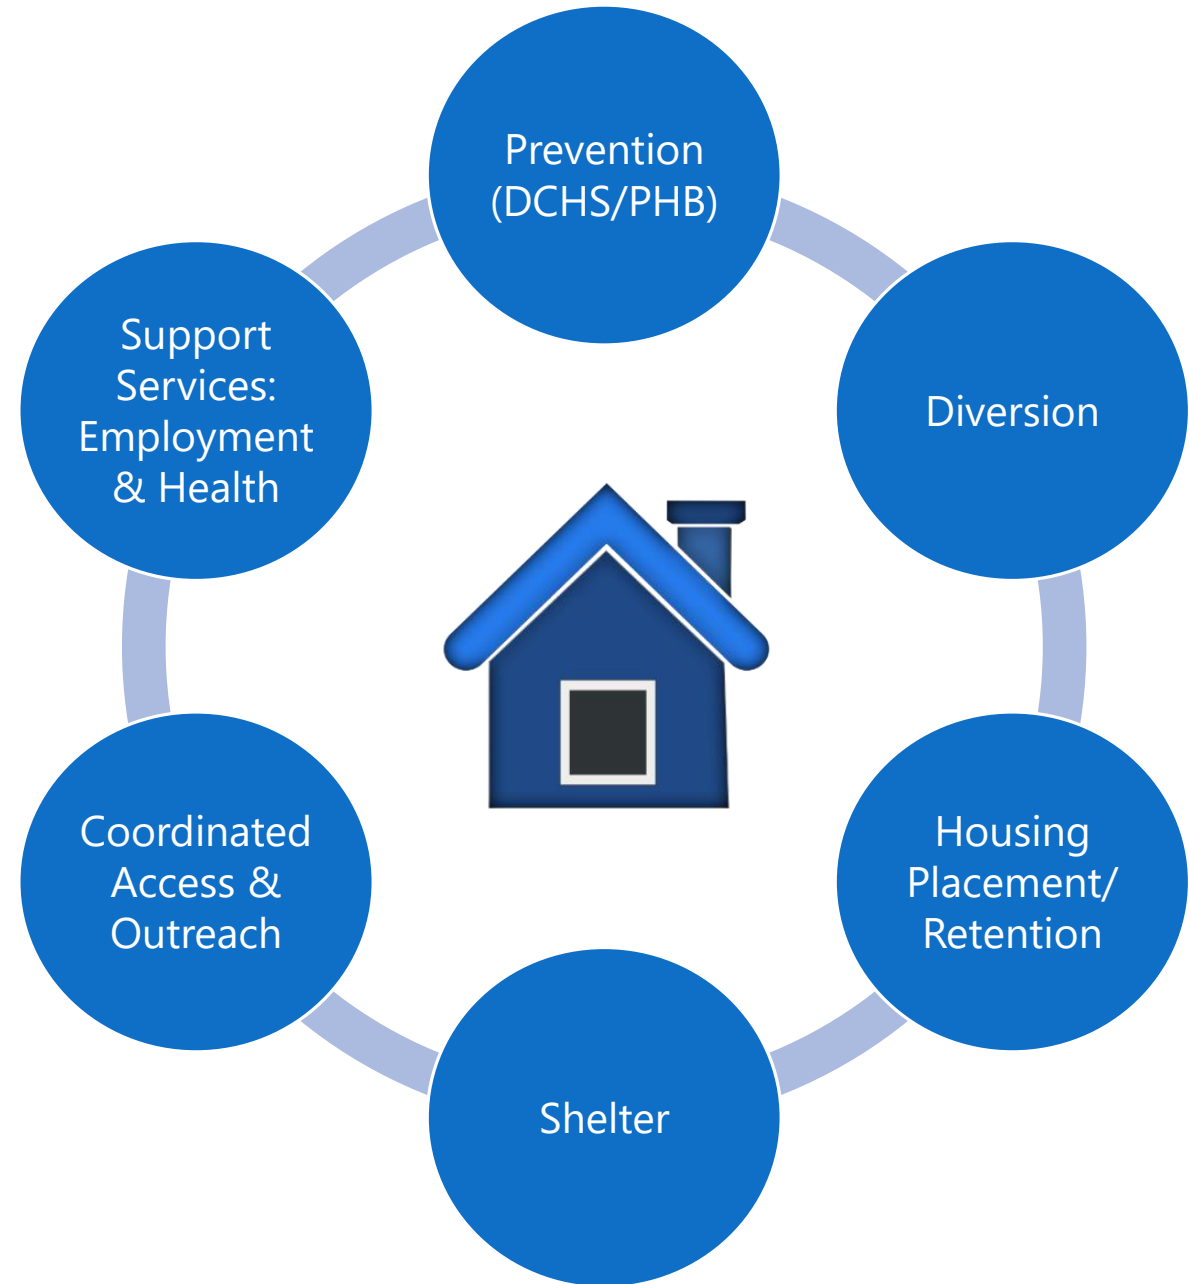 Prevention
(DCHS/PHB)
Diversion
Housing
Placement/
Retention
Shelter
Coordinated
Access &
Outreach
Support
Services:
Employment
& Health